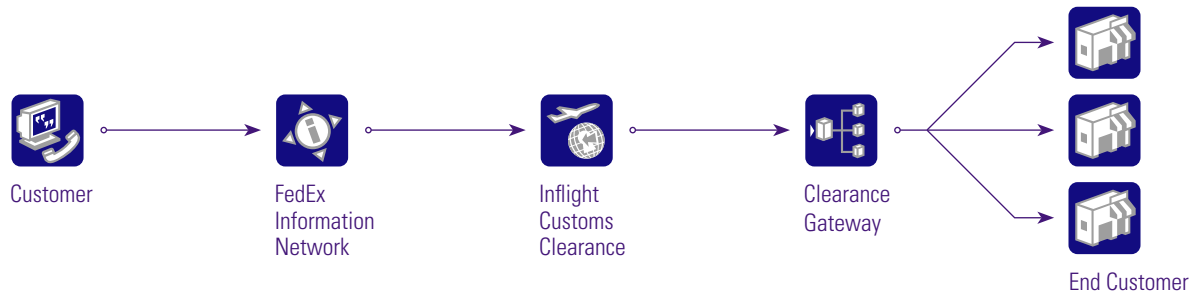 Customer
FedEx
Information
Network
Inflight
Customs
Clearance
Clearance
Gateway
End Customer